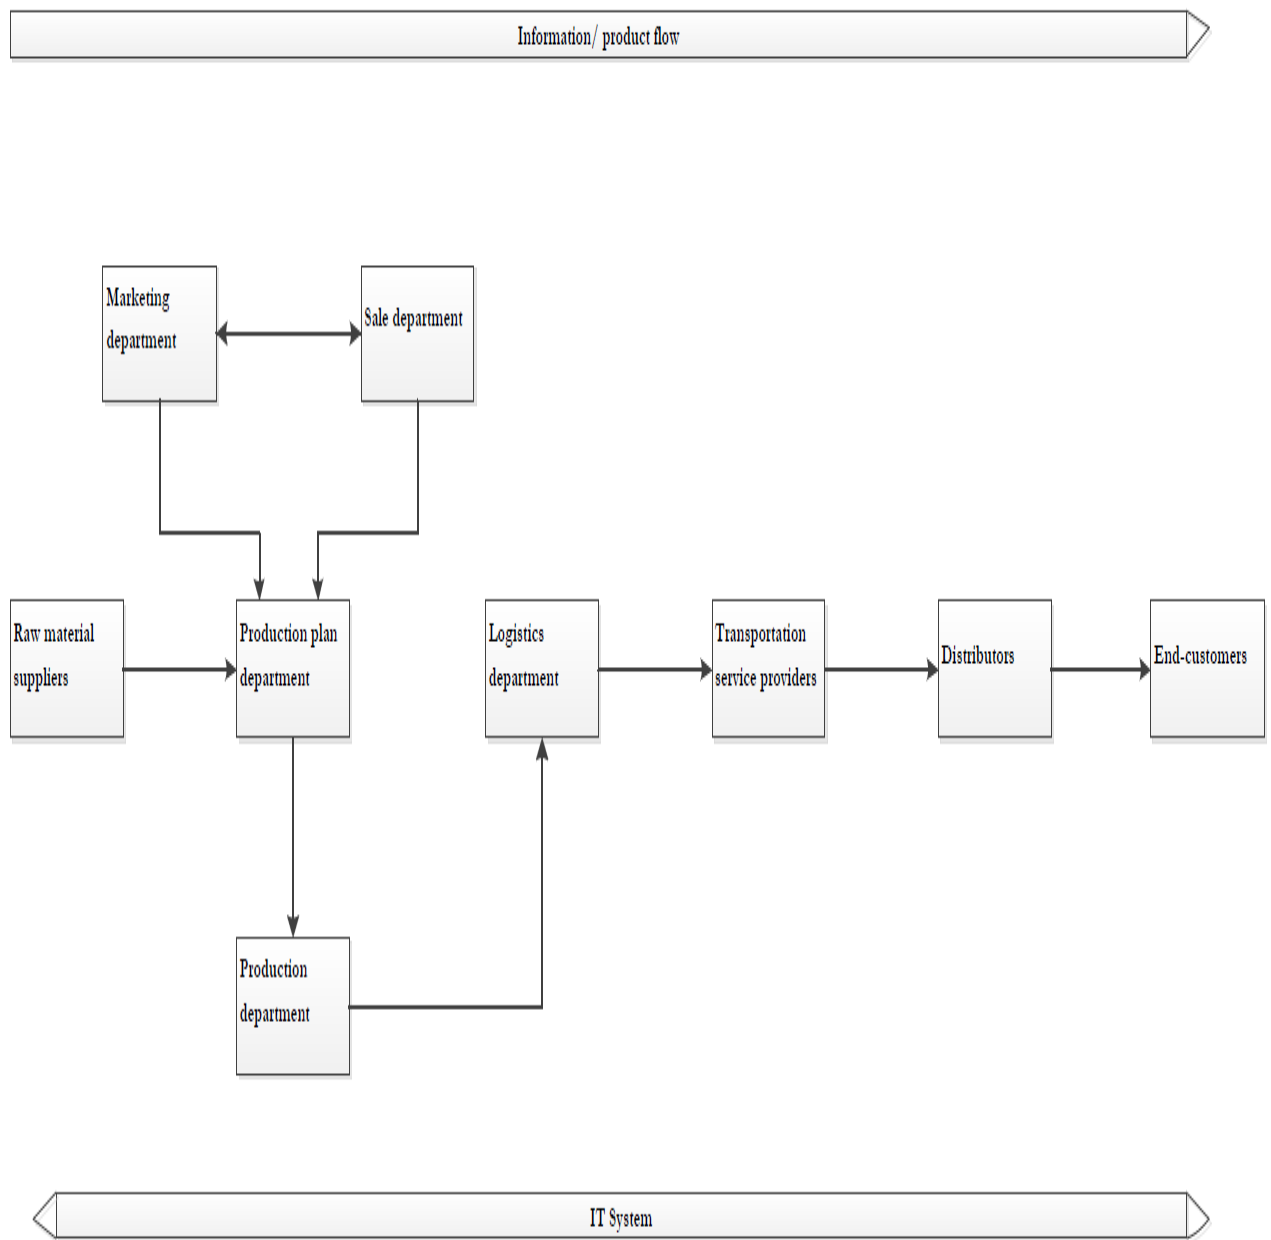 Information/ product flow
Marketing
department
Sale department
Raw material
suppliers
Production plan
department
Logistics
department
Transportation
service providers
Distributors
End-customers
Production
department
IT System